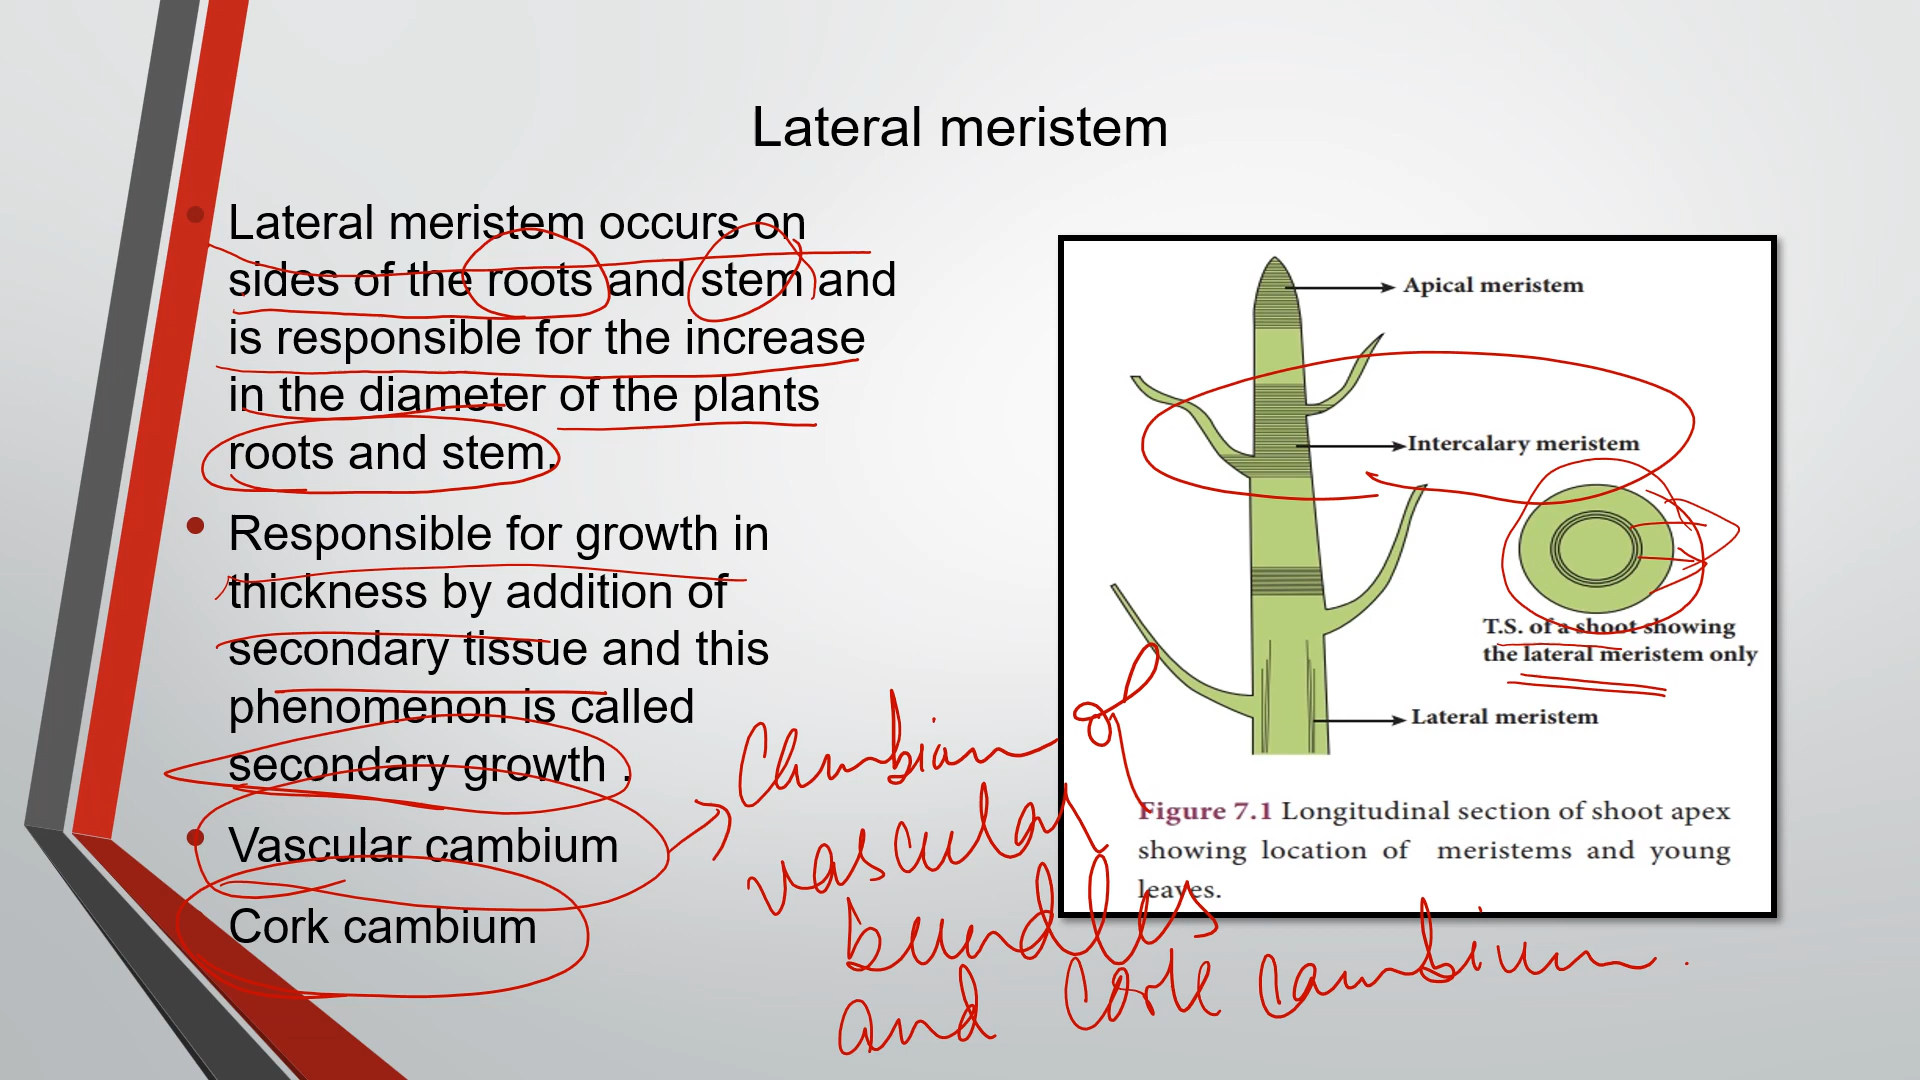 Lateral meristem
• Lateral meristem occurs on
sides of the roots and stem and
is responsible for the increase
in the diameter of the plants
roots and stem.
• Responsible for growth in
thickness by addition of
secondary tissue and this
phenomenon is called
secondary growth .
• Vascular cambium
Cork cambium
Apical meristem
Intercalary meristem
T.S. of a shoot showing
the lateral meristem only
Lateral meristem
Figure 7.1 Longitudinal section of shoot apex
showing location of meristems and young
leaves.
Cambium of
vascular
bundles
and Cork Cambium.